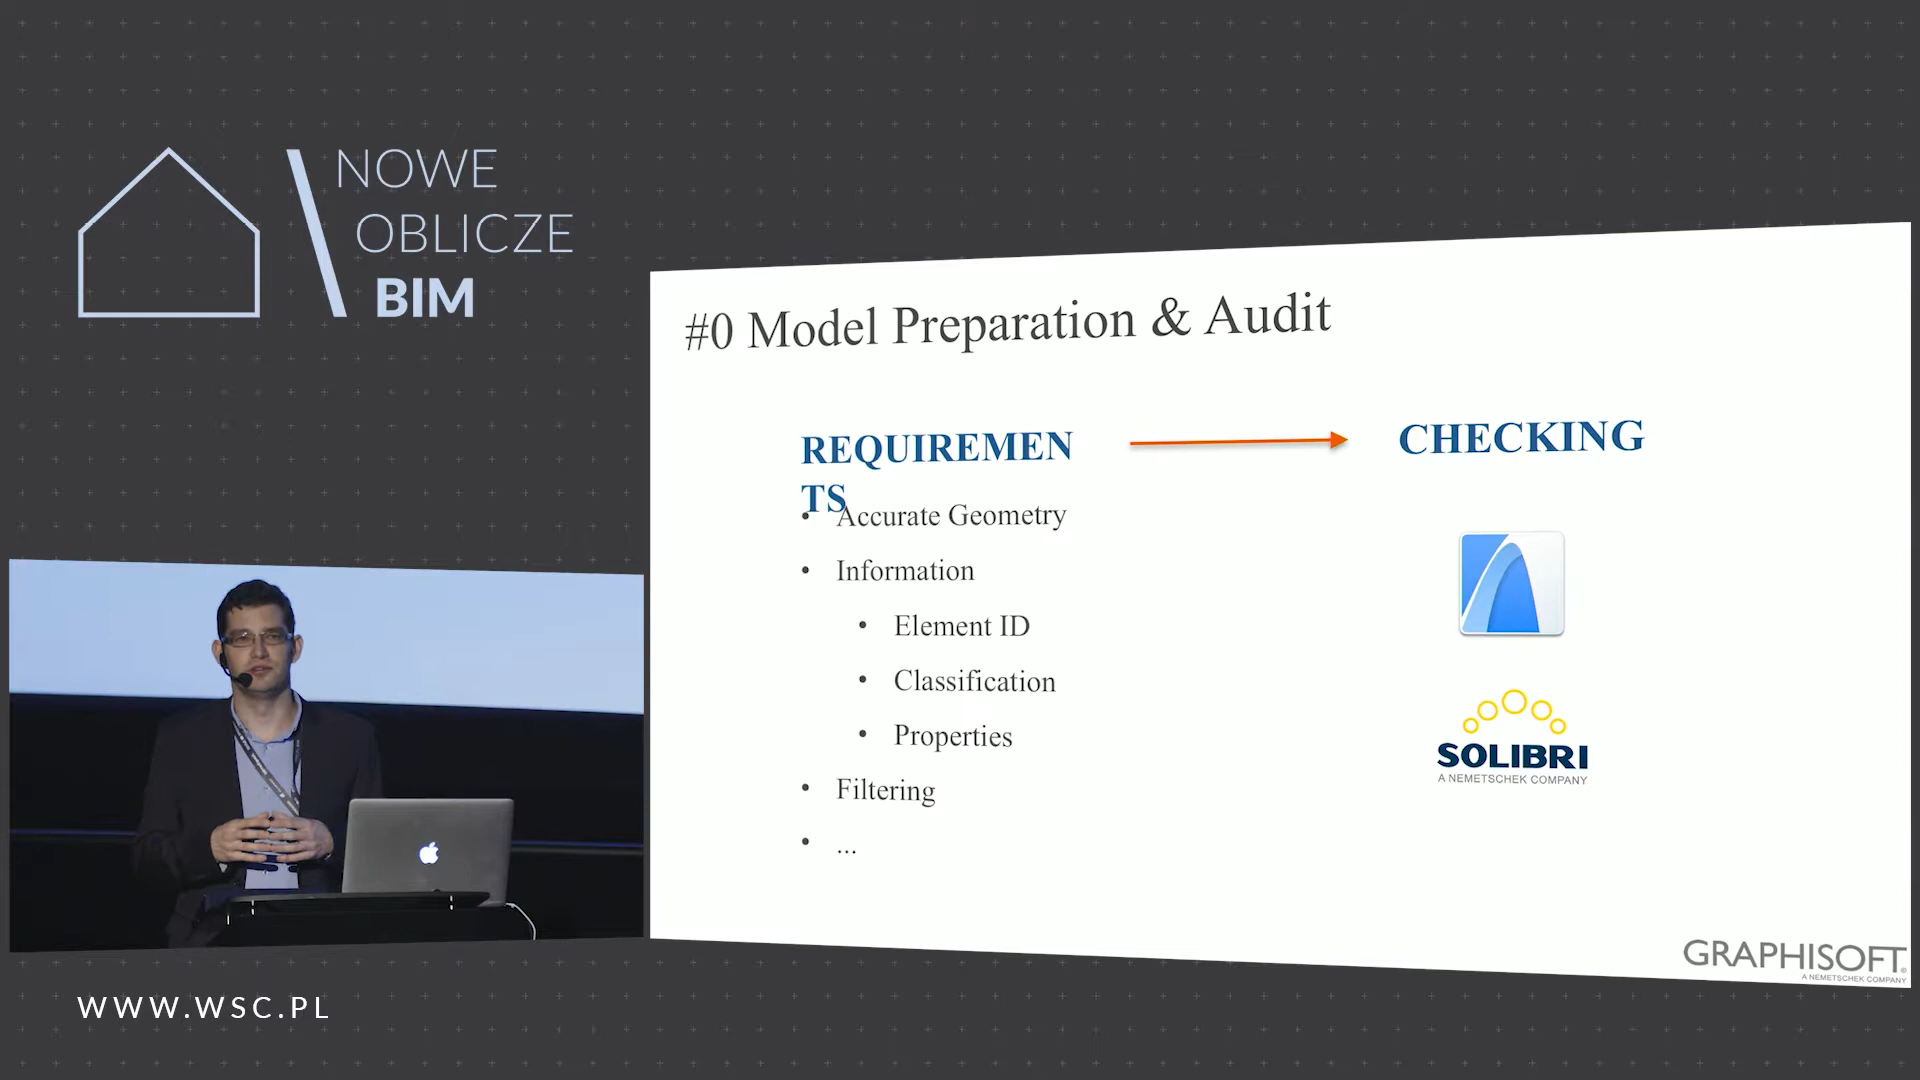 NOWE
OBLICZE
BIM
#0 Model Preparation & Audit
REQUIREMEN
TS
• Accurate Geometry
• Information
• Element ID
• Classification
• Properties
• Filtering
• ...
CHECKING
SOLIBRI
A NEMETSCHEK COMPANY
GRAPHISOFT®
A NEMETSCHEK COMPANY
WWW.WSC.PL